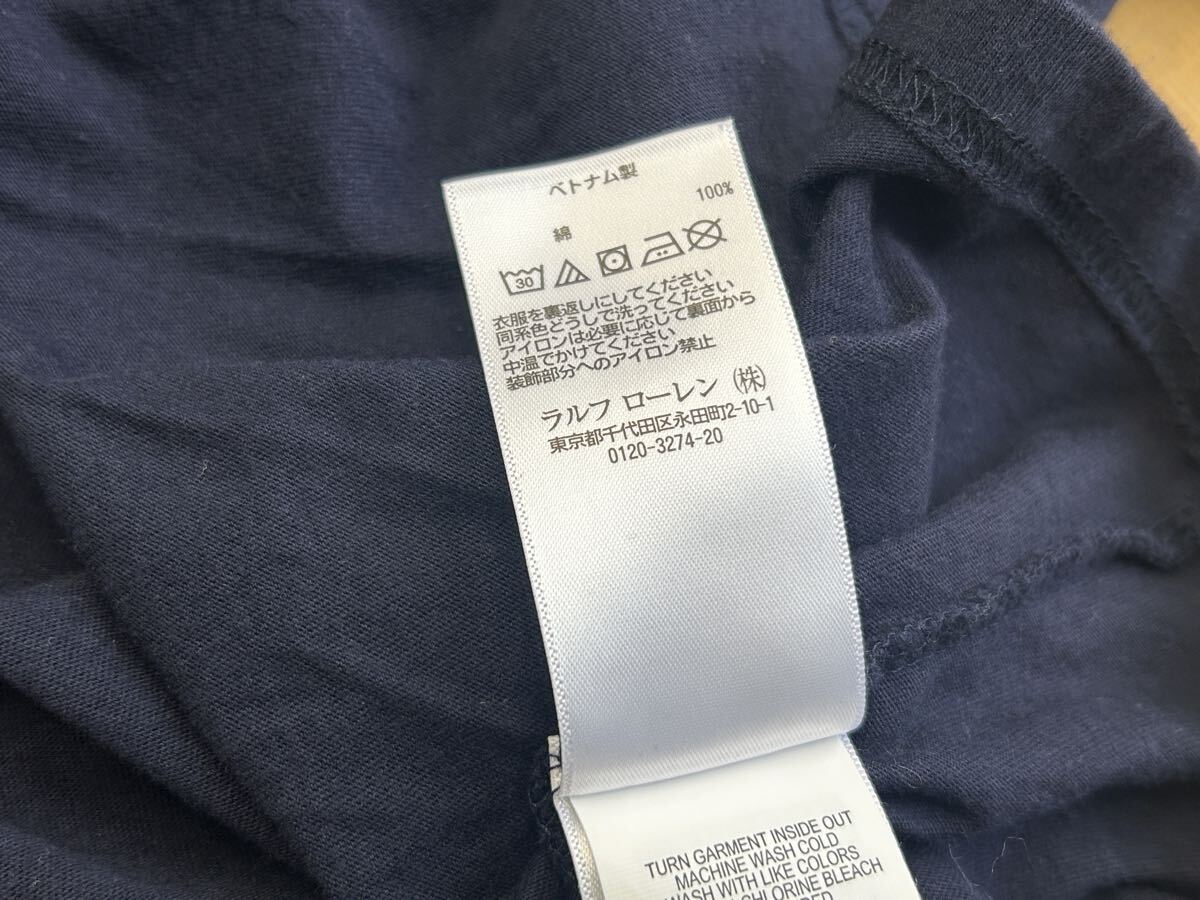 ベトナム製
綿 100%
30
衣服を裏返しにしてください
同系色どうしで洗ってください
アイロンは必要に応じて裏面から
中温でかけてください
装飾部分へのアイロン禁止
ラルフ ローレン (株)
東京都千代田区永田町2-10-1
0120-3274-20
TURN GARMENT INSIDE OUT
MACHINE WASH COLD
WASH WITH LIKE COLORS
CHLORINE BLEACH